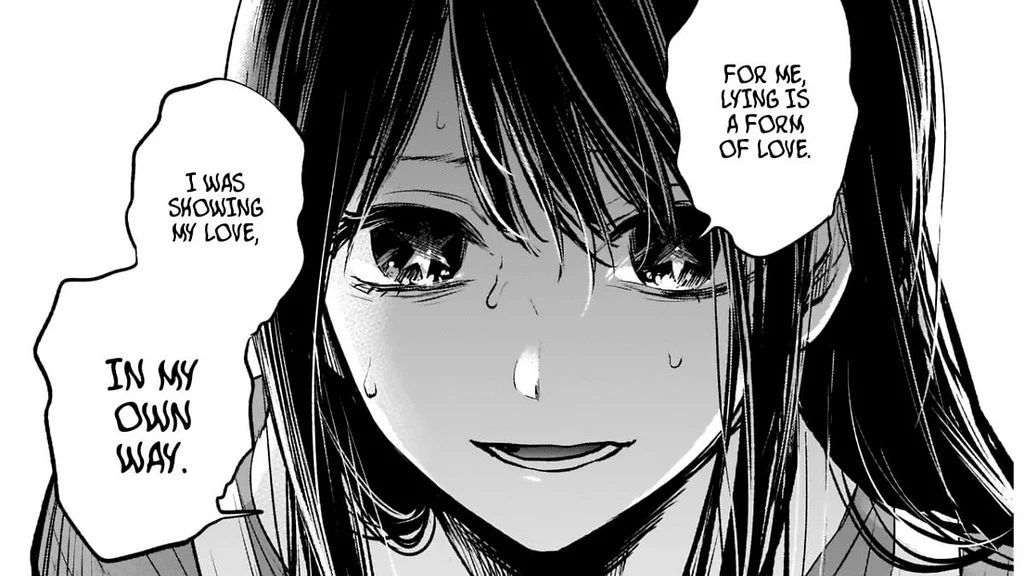 FOR ME,
LYING IS
A FORM
OF LOVE.
I WAS
SHOWING
MY LOVE,
IN MY
OWN
WAY.